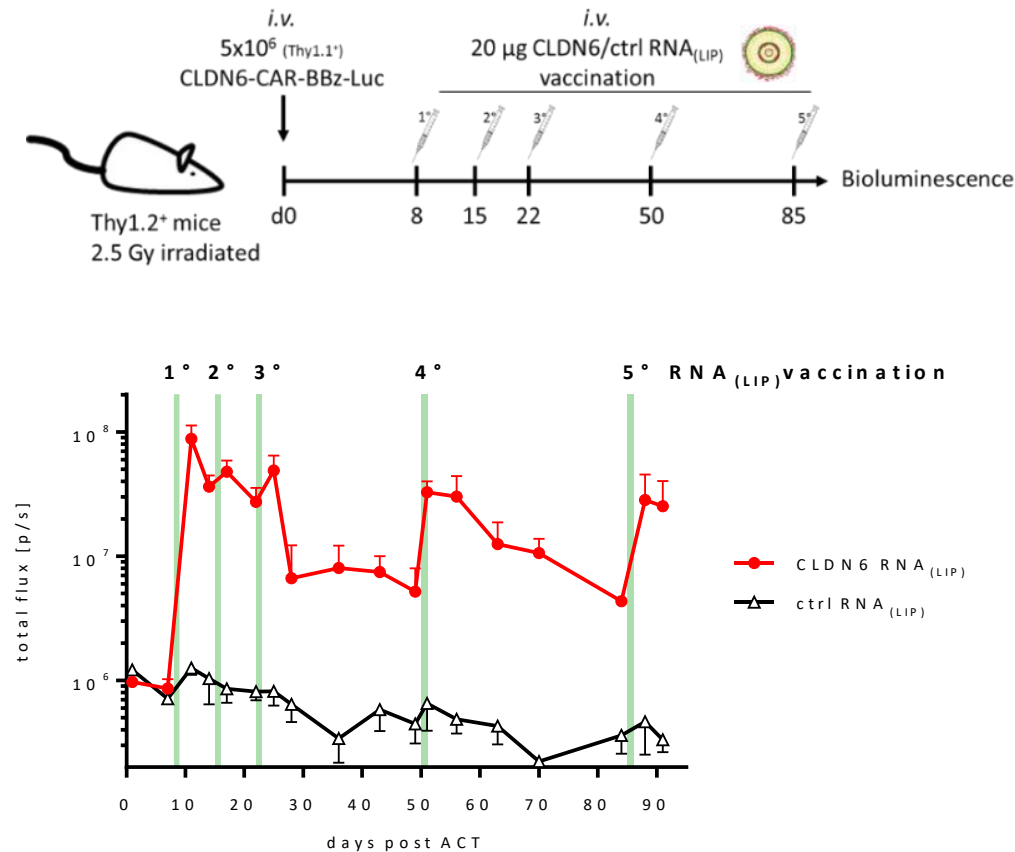 i.v.
5x10⁶ (Thy1.1⁺)
CLDN6-CAR-BBz-Luc
i.v.
20 µg CLDN6/ctrl RNA(LIP)
vaccination
1° 2° 3° 4° 5°
Bioluminescence
d0 8 15 22 50 85
Thy1.2⁺ mice
2.5 Gy irradiated
1° 2° 3° 4° 5° RNA(LIP) vaccination
total flux [p/s]
10⁸
10⁷
10⁶
CLDN6 RNA(LIP)
ctrl RNA(LIP)
0 10 20 30 40 50 60 70 80 90
days post ACT